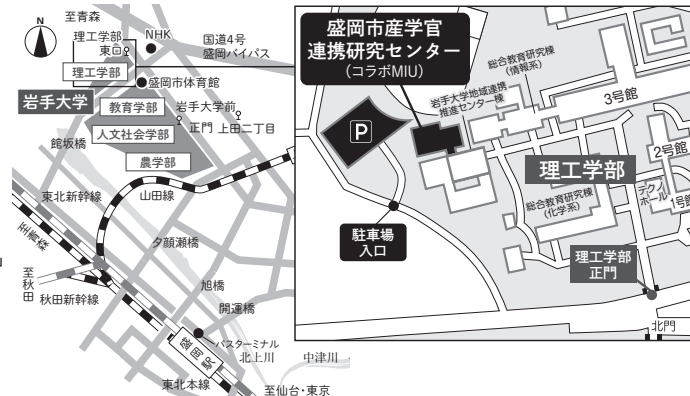 至青森
N
理工学部
東口
NHK
国道4号
盛岡バイパス
理工学部
盛岡市体育館
岩手大学
教育学部
岩手大学前
人文社会学部
正門
上田二丁目
館坂橋
農学部
東北新幹線
山田線
至青森
夕顔瀬橋
至秋田
秋田新幹線
旭橋
開運橋
バスターミナル
盛岡駅
北上川
中津川
東北本線
至仙台・東京
盛岡市産学官
連携研究センター
(コラボMIU)
総合教育研究棟
(情報系)
岩手大学地域連携
推進センター棟
3号館
P
2号館
理工学部
テクノ
ホール
1号館
総合教育研究棟
(化学系)
駐車場
入口
理工学部
正門
北門